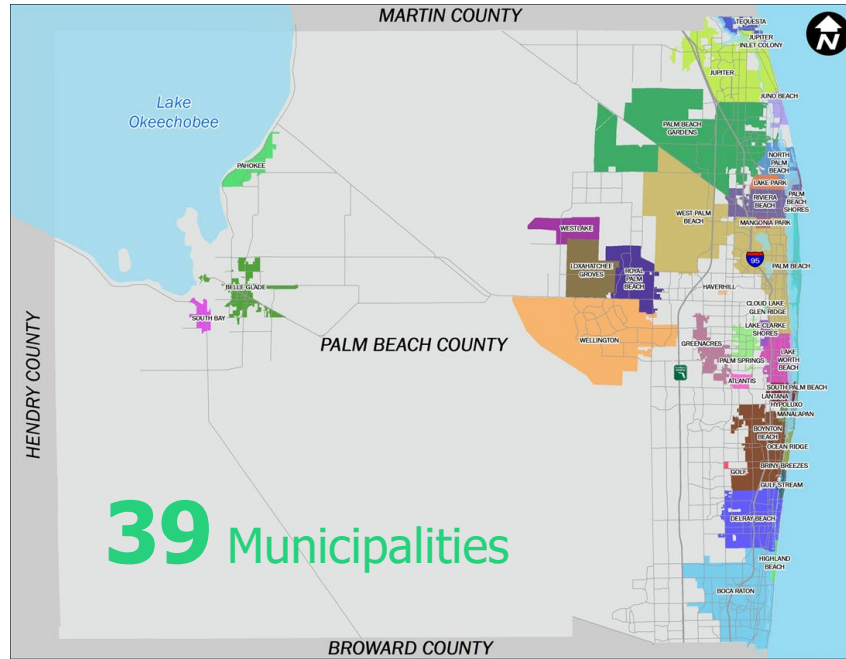 MARTIN COUNTY
N
TEQUESTA
JUPITER
INLET COLONY
JUPITER
JUNO BEACH
Lake
Okeechobee
PALM BEACH
GARDENS
NORTH
PALM
BEACH
PAHOKEE
LAKE PARK
RIVIERA
BEACH
PALM
BEACH
SHORES
WEST PALM
BEACH
MANGONIA PARK
WESTLAKE
95
LOXAHATCHEE
GROVES
ROYAL
PALM
BEACH
PALM BEACH
BELLE GLADE
HAVERHILL
CLOUD LAKE
GLEN RIDGE
SOUTH BAY
LAKE CLARKE
SHORES
HENDRY COUNTY
PALM BEACH COUNTY
WELLINGTON
GREENACRES
PALM SPRINGS
LAKE
WORTH
BEACH
ATLANTIS
SOUTH PALM BEACH
LANTANA
HYPOLUXO
MANALAPAN
BOYNTON
BEACH
OCEAN RIDGE
GOLF
BRINY BREEZES
GULF STREAM
39 Municipalities
DELRAY BEACH
HIGHLAND
BEACH
BOCA RATON
BROWARD COUNTY